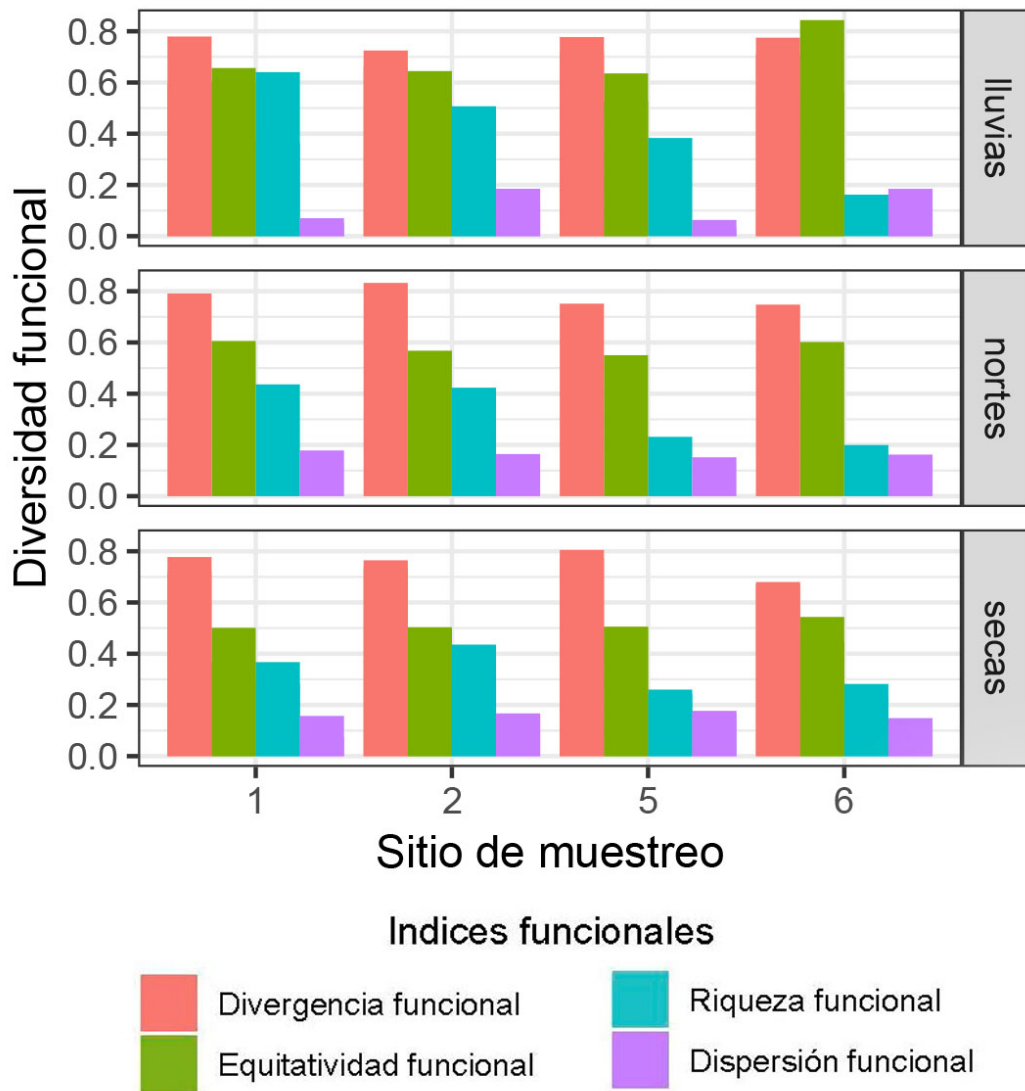 Diversidad funcional
0.8
0.6
0.4
0.2
0.0
lluvias
0.8
0.6
0.4
0.2
0.0
nortes
0.8
0.6
0.4
0.2
0.0
secas
1 2 5 6
Sitio de muestreo
Indices funcionales
Divergencia funcional
Riqueza funcional
Equitatividad funcional
Dispersión funcional